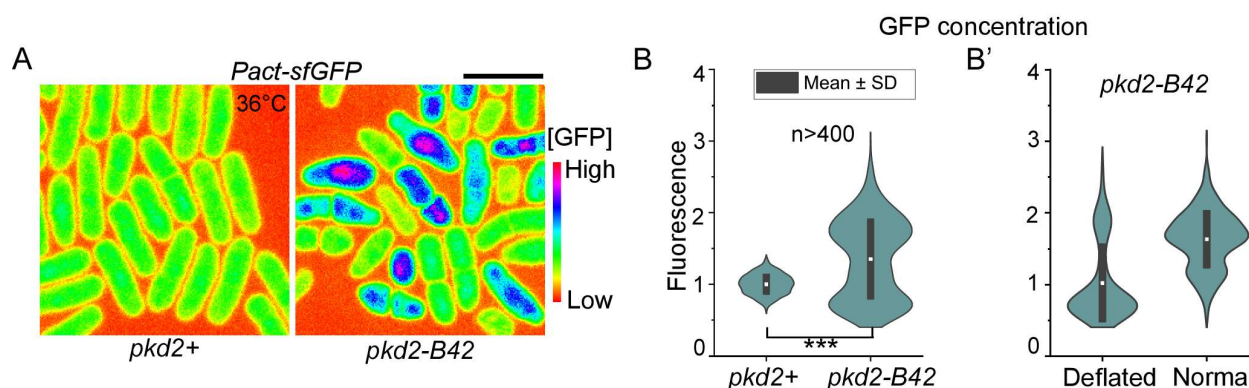 GFP concentration
A
Pact-sfGFP
36°C
[GFP]
High
Low
pkd2+
pkd2-B42
B
4
3
2
1
0
Fluorescence
Mean ± SD
n>400
***
pkd2+
pkd2-B42
B'
4
3
2
1
0
pkd2-B42
Deflated
Norma